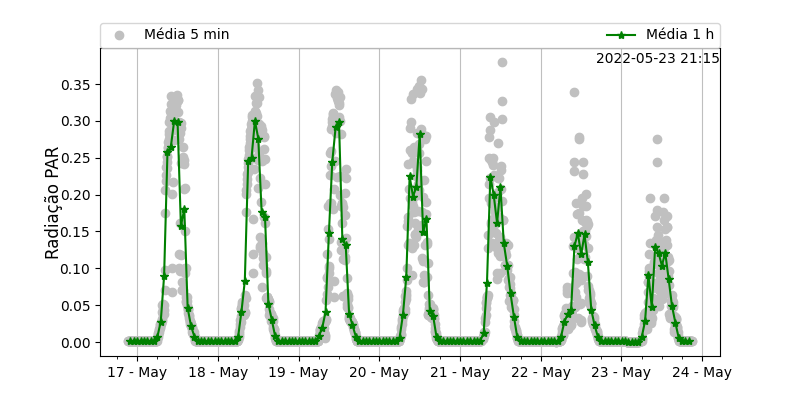 Média 5 min
Média 1 h
2022-05-23 21:15
Radiação PAR
0.35
0.30
0.25
0.20
0.15
0.10
0.05
0.00
17 - May
18 - May
19 - May
20 - May
21 - May
22 - May
23 - May
24 - May